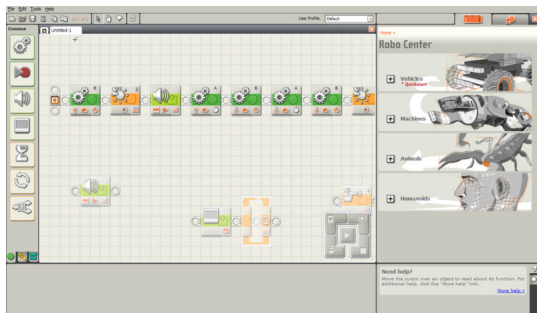 File Edit Tools Help
User Profile: Default
Common
Untitled-1
Home >
Robo Center
Vehicles
* Quickstart
Machines
Animals
Humanoids
Need help?
Move the cursor over an object to read about its function. For
additional help, click the "More help" link.
More help »